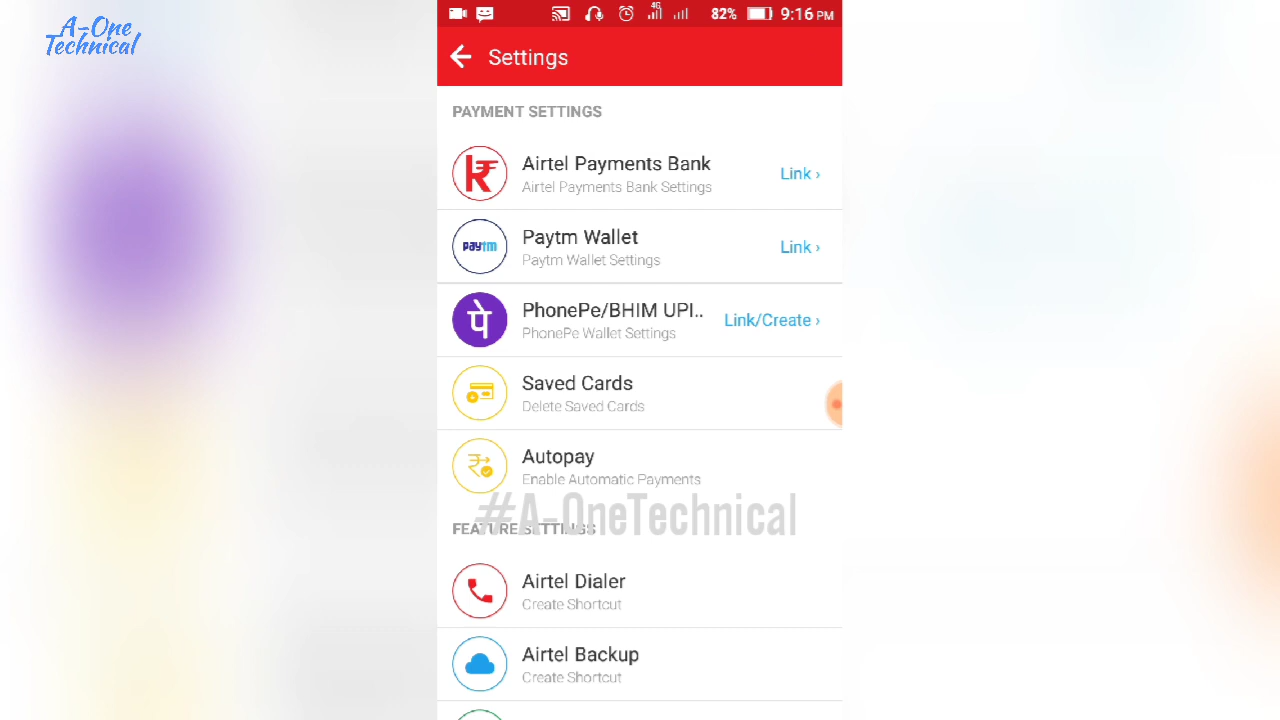 A-One
Technical
4G
82%
9:16 PM
Settings
PAYMENT SETTINGS
Airtel Payments Bank
Airtel Payments Bank Settings
Link ›
paytm
Paytm Wallet
Paytm Wallet Settings
Link ›
पे
PhonePe/BHIM UPI..
PhonePe Wallet Settings
Link/Create ›
Saved Cards
Delete Saved Cards
Autopay
Enable Automatic Payments
#A-OneTechnical
FEATURE SETTINGS
Airtel Dialer
Create Shortcut
Airtel Backup
Create Shortcut